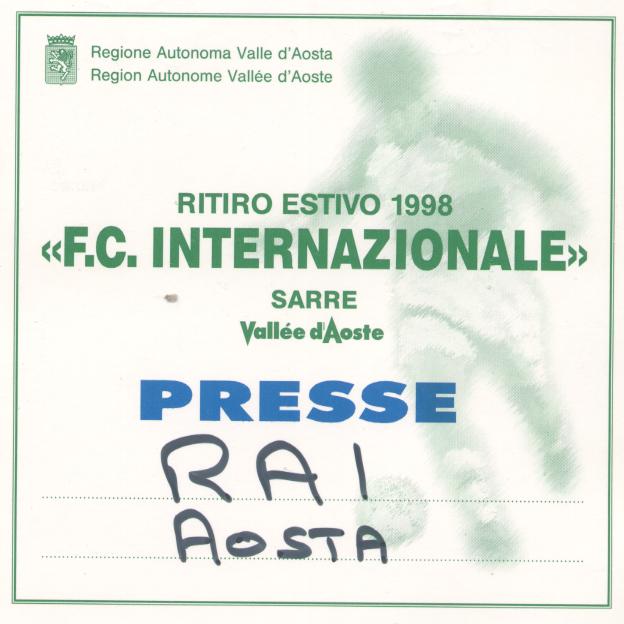 Regione Autonoma Valle d'Aosta
Region Autonome Vallée d'Aoste
RITIRO ESTIVO 1998
«F.C. INTERNAZIONALE»
SARRE
Vallée d'Aoste
PRESSE
RAI
AOSTA